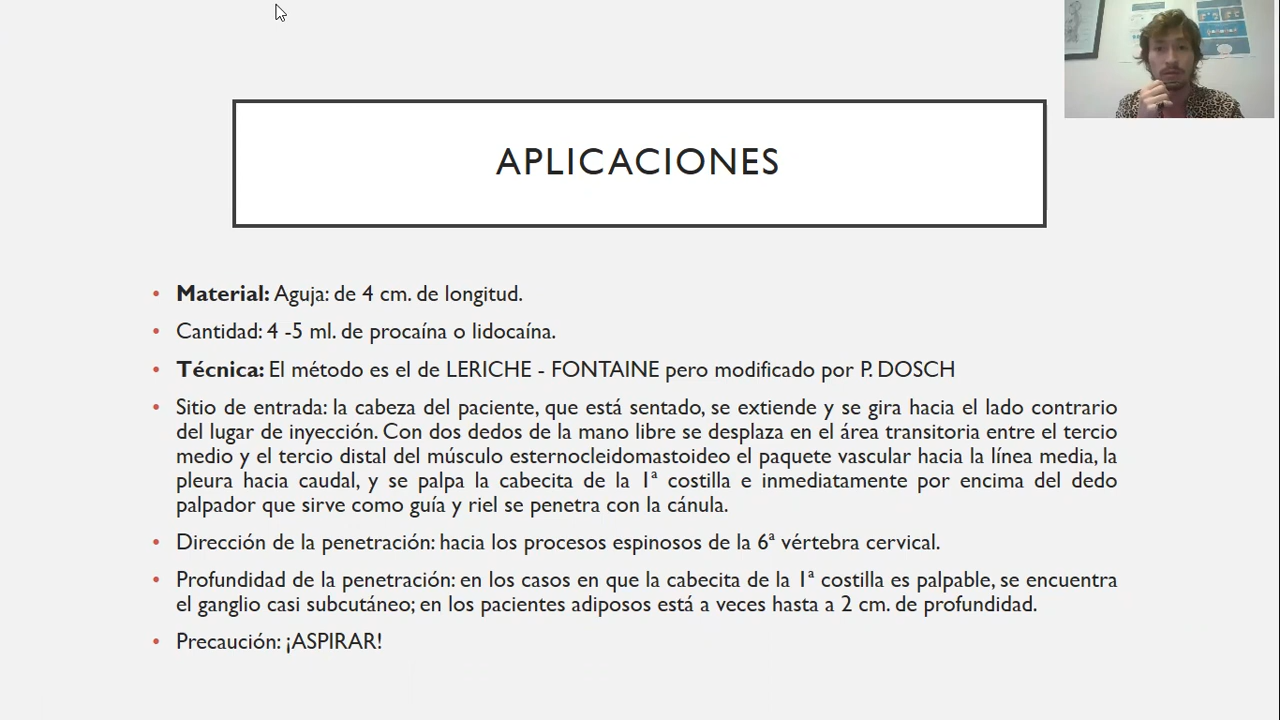 APLICACIONES
• Material: Aguja: de 4 cm. de longitud.
• Cantidad: 4 -5 ml. de procaína o lidocaína.
• Técnica: El método es el de LERICHE - FONTAINE pero modificado por P. DOSCH
• Sitio de entrada: la cabeza del paciente, que está sentado, se extiende y se gira hacia el lado contrario
del lugar de inyección. Con dos dedos de la mano libre se desplaza en el área transitoria entre el tercio
medio y el tercio distal del músculo esternocleidomastoideo el paquete vascular hacia la línea media, la
pleura hacia caudal, y se palpa la cabecita de la 1ª costilla e inmediatamente por encima del dedo
palpador que sirve como guía y riel se penetra con la cánula.
• Dirección de la penetración: hacia los procesos espinosos de la 6ª vértebra cervical.
• Profundidad de la penetración: en los casos en que la cabecita de la 1ª costilla es palpable, se encuentra
el ganglio casi subcutáneo; en los pacientes adiposos está a veces hasta a 2 cm. de profundidad.
• Precaución: ¡ASPIRAR!